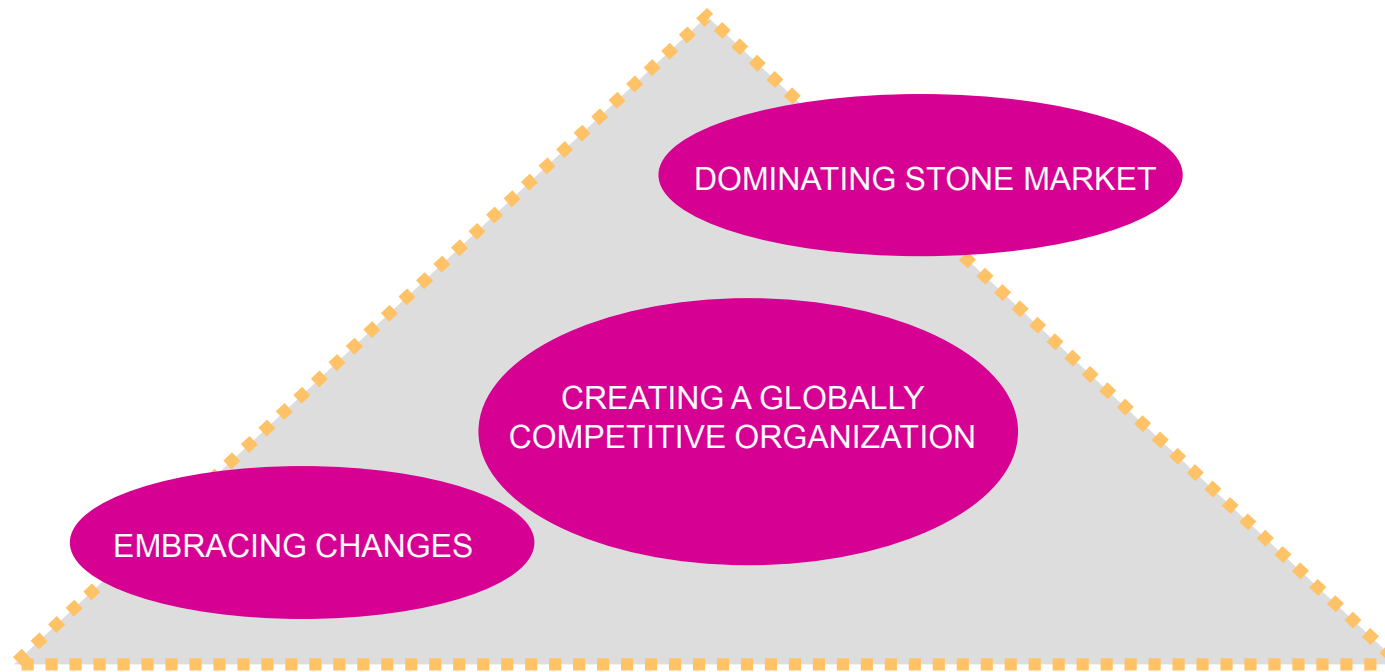 DOMINATING STONE MARKET
CREATING A GLOBALLY
COMPETITIVE ORGANIZATION
EMBRACING CHANGES